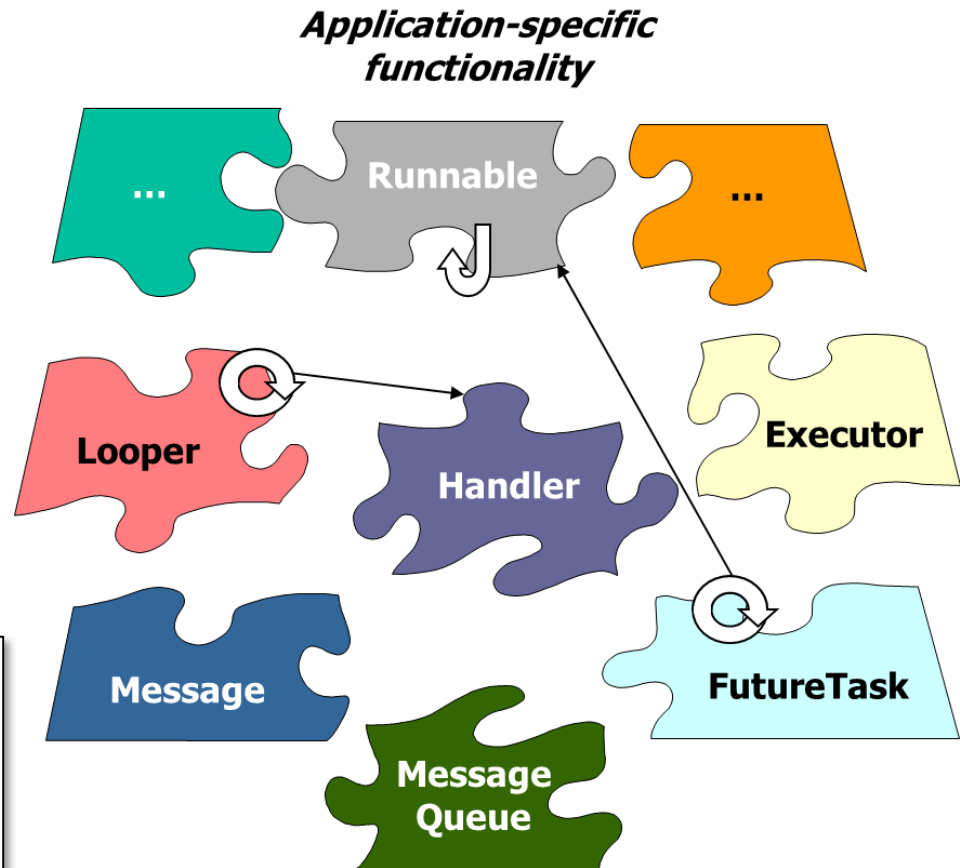 Application-specific
functionality
...
Runnable
...
Looper
Handler
Executor
Message
FutureTask
Message
Queue